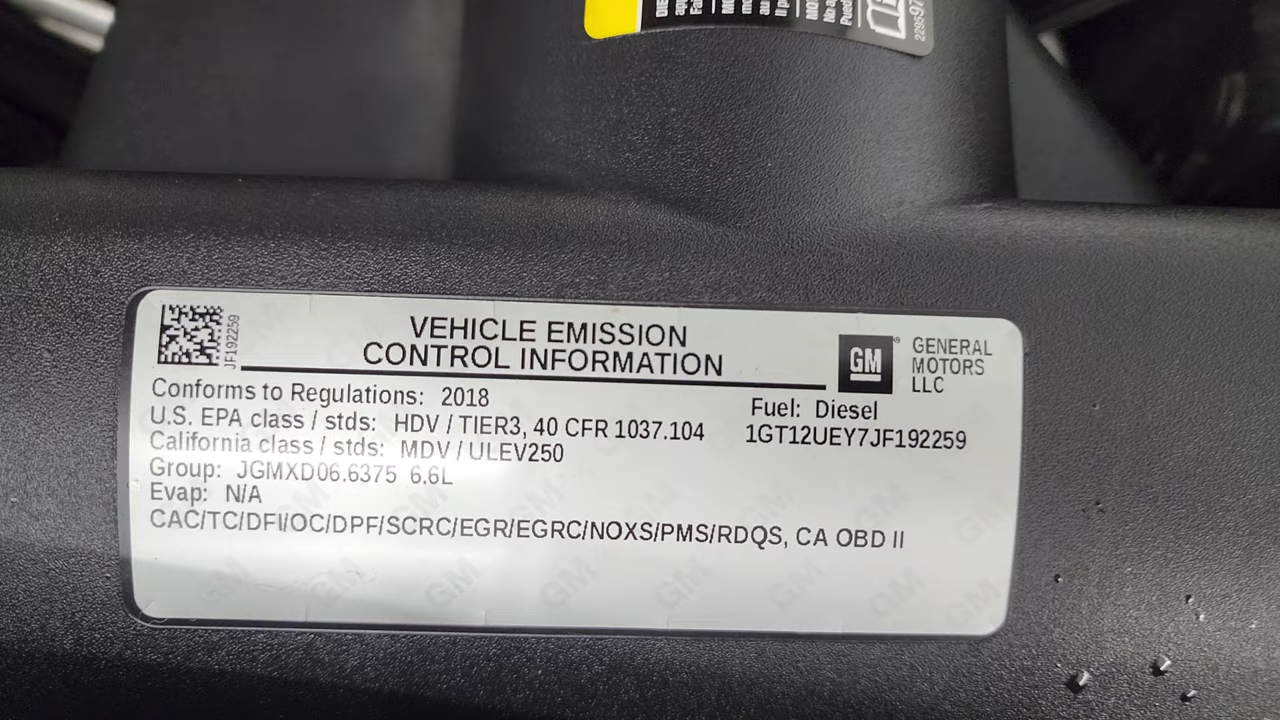 22969
JF192259
VEHICLE EMISSION
CONTROL INFORMATION
GM
GENERAL
MOTORS
LLC
Conforms to Regulations: 2018
Fuel: Diesel
U.S. EPA class / stds: HDV / TIER3, 40 CFR 1037.104
1GT12UEY7JF192259
California class / stds: MDV / ULEV250
Group: JGMXD06.6375 6.6L
Evap: N/A
CAC/TC/DFI/OC/DPF/SCRC/EGR/EGRC/NOXS/PMS/RDQS, CA OBD II